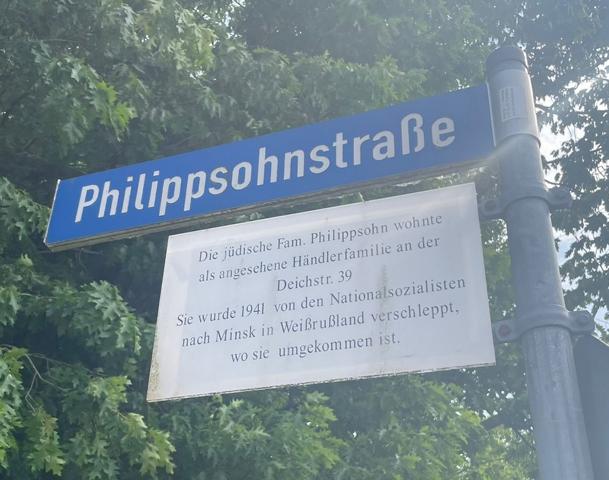 Philippsohnstraße
Die jüdische Fam. Philippsohn wohnte
als angesehene Händlerfamilie an der
Deichstr. 39
Sie wurde 1941 von den Nationalsozialisten
nach Minsk in Weißrußland verschleppt,
wo sie umgekommen ist.